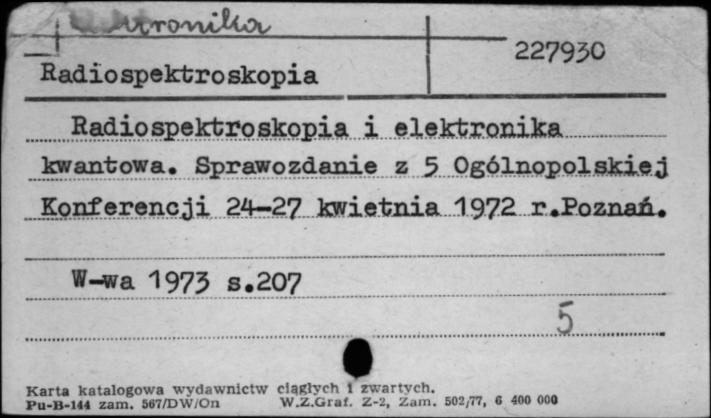 227930
Radiospektroskopia
Radiospektroskopia i elektronika
kwantowa. Sprawozdanie z 5 Ogólnopolskiej
Konferencji 24-27 kwietnia 1972 r.Poznań.
W-wa 1973 s.207
5
Karta katalogowa wydawnictw ciągłych i zwartych.
Pu-B-144 zam. 567/DW/On W.Z.Graf. Z-2, Zam. 502/77, 6 400 000